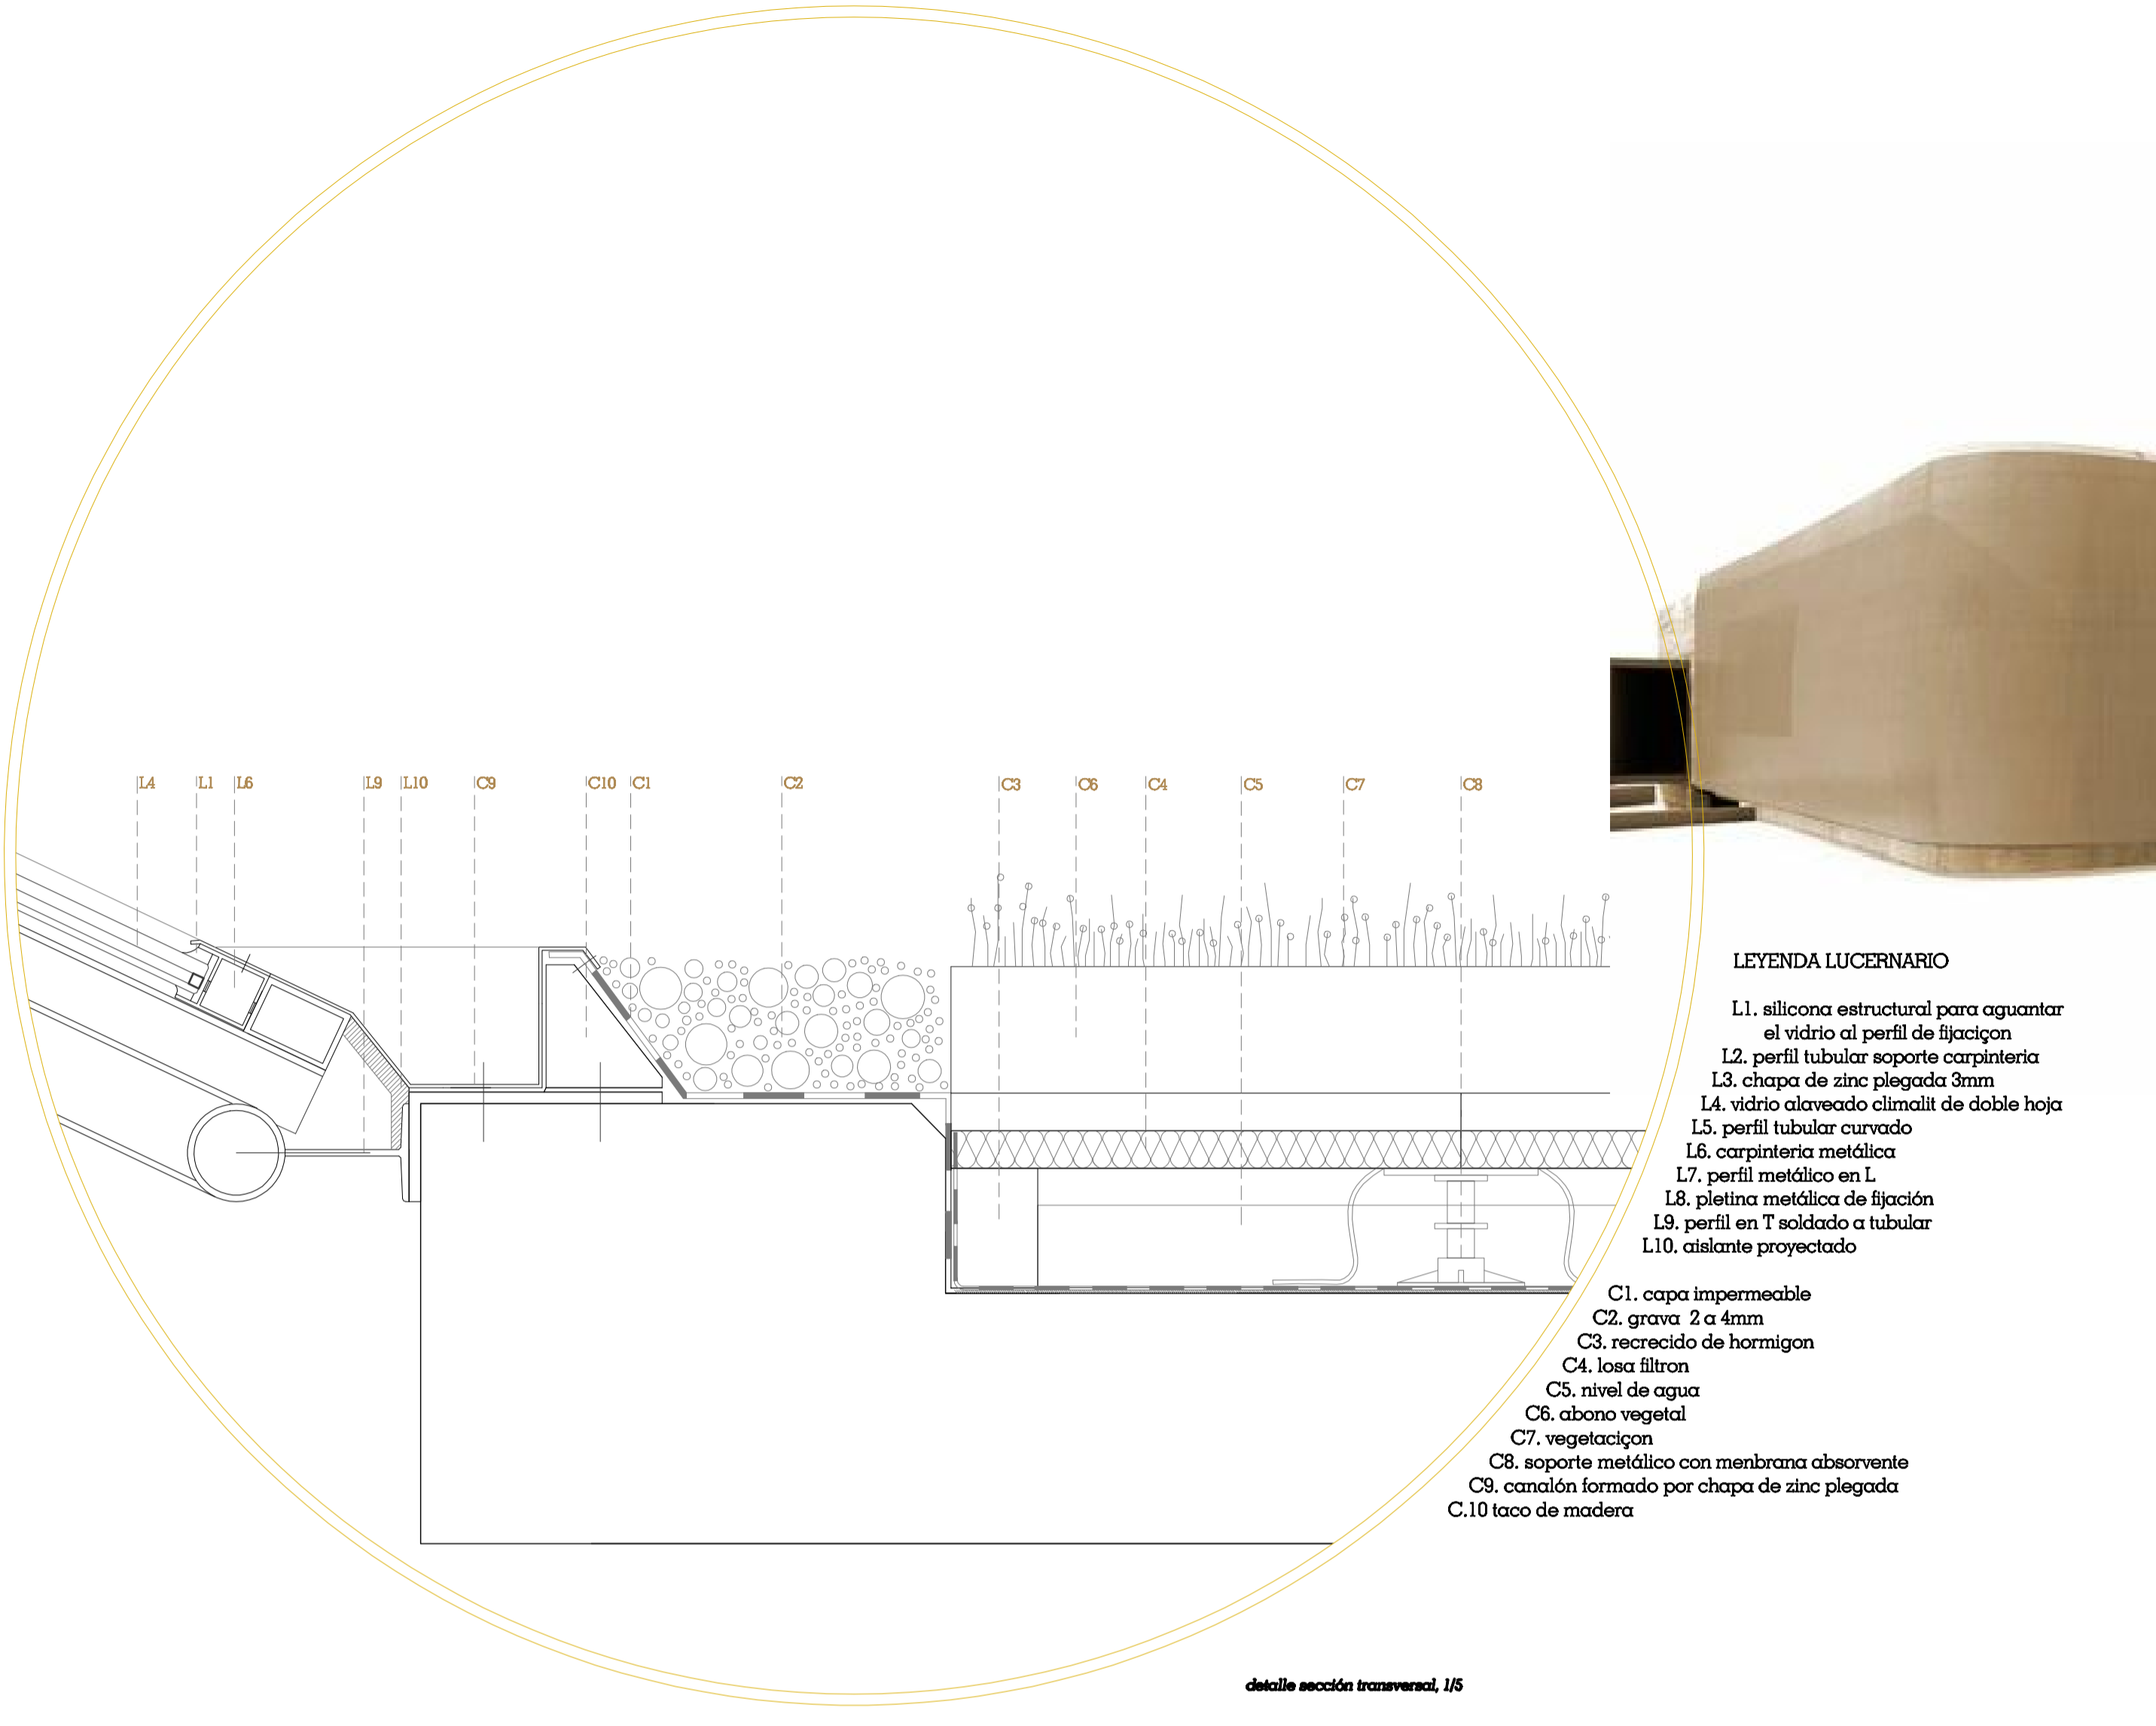 L4 L1 L6 L9 L10 C9 C10 C1 C2 C3 C6 C4 C5 C7 C8
LEYENDA LUCERNARIO
L1. silicona estructural para aguantar
el vidrio al perfil de fijaciçon
L2. perfil tubular soporte carpinteria
L3. chapa de zinc plegada 3mm
L4. vidrio alaveado climalit de doble hoja
L5. perfil tubular curvado
L6. carpinteria metálica
L7. perfil metálico en L
L8. pletina metálica de fijación
L9. perfil en T soldado a tubular
L10. aislante proyectado
C1. capa impermeable
C2. grava 2 a 4mm
C3. recrecido de hormigon
C4. losa filtron
C5. nivel de agua
C6. abono vegetal
C7. vegetaciçon
C8. soporte metálico con menbrana absorvente
C9. canalón formado por chapa de zinc plegada
C.10 taco de madera
detalle sección transversal, 1/5